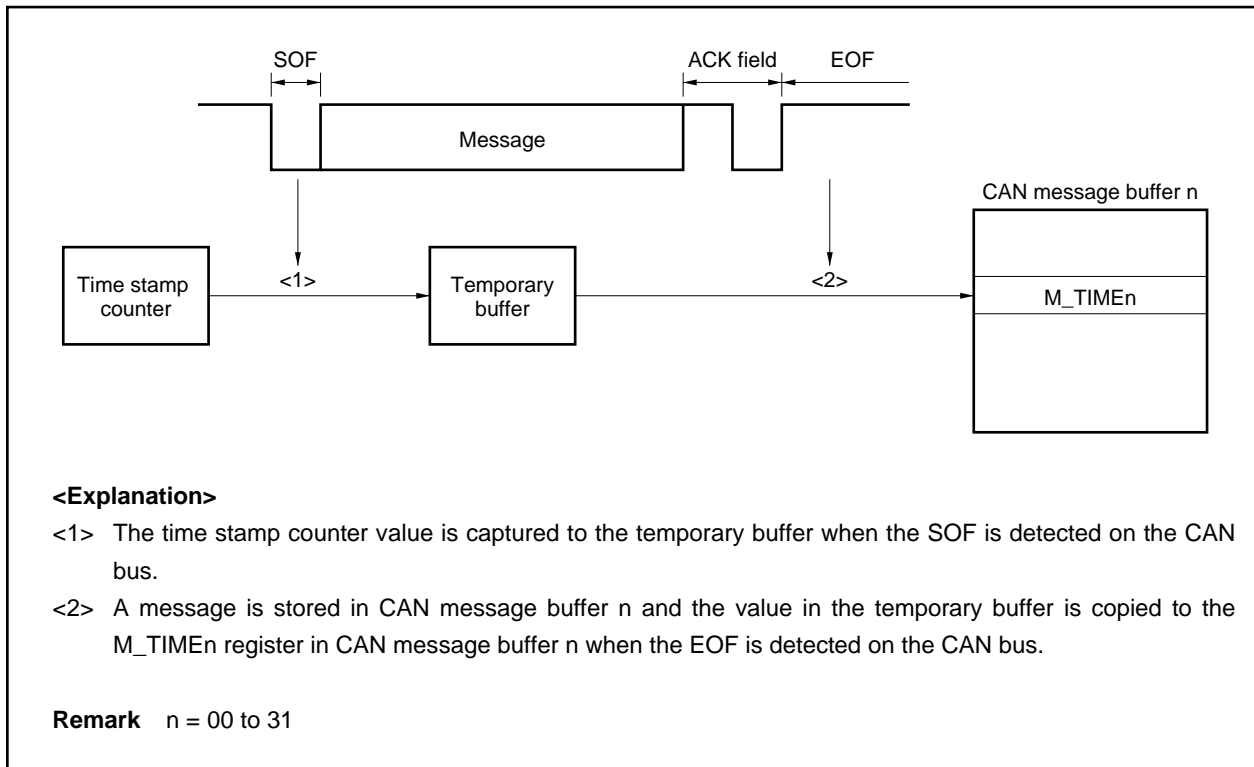 SOF
ACK field
EOF
Message
CAN message buffer n
Time stamp
counter
<1>
Temporary
buffer
<2>
M_TIMEn
<Explanation>
<1> The time stamp counter value is captured to the temporary buffer when the SOF is detected on the CAN
bus.
<2> A message is stored in CAN message buffer n and the value in the temporary buffer is copied to the
M_TIMEn register in CAN message buffer n when the EOF is detected on the CAN bus.
Remark n = 00 to 31